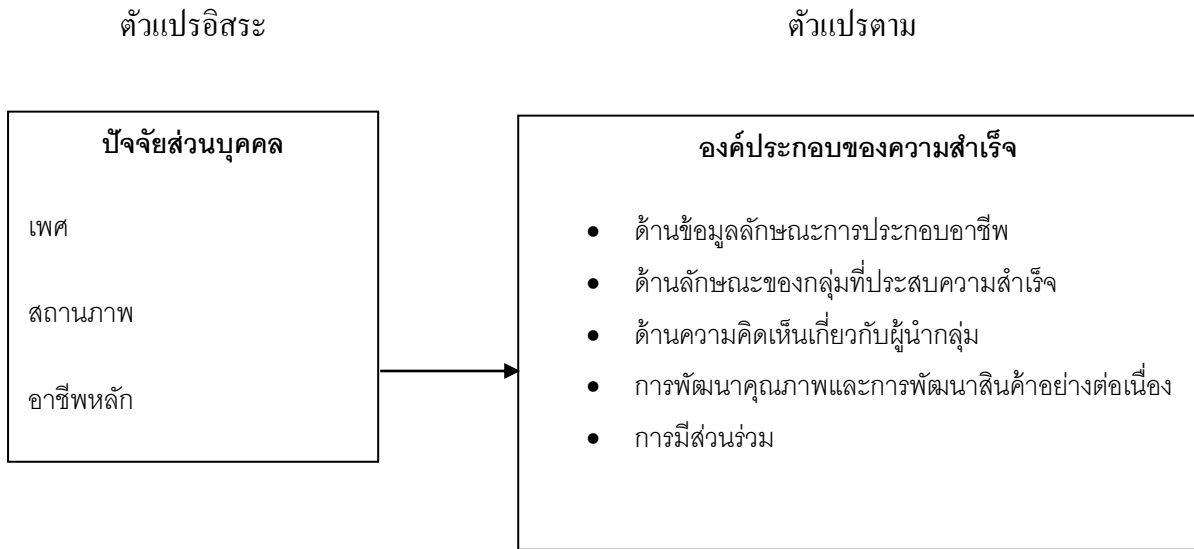 ตัวแปรอิสระ
ตัวแปรตาม
ปัจจัยส่วนบุคคล
เพศ
สถานภาพ
อาชีพหลัก
องค์ประกอบของความสำเร็จ
● ด้านข้อมูลลักษณะการประกอบอาชีพ
● ด้านลักษณะของกลุ่มที่ประสบความสำเร็จ
● ด้านความคิดเห็นเกี่ยวกับผู้นำกลุ่ม
● การพัฒนาคุณภาพและการพัฒนาสินค้าอย่างต่อเนื่อง
● การมีส่วนร่วม